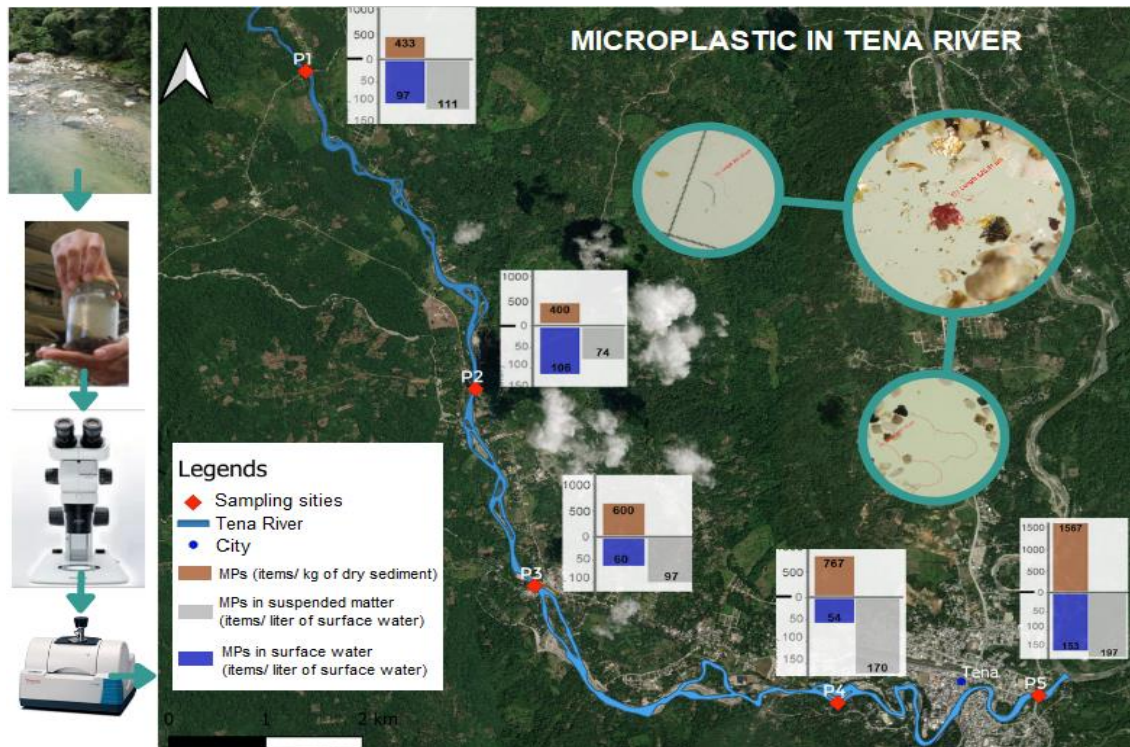 MICROPLASTIC IN TENA RIVER
P1
433
0
50
100
150
97
111
1000
500
0
50
100
150
400
106
74
P2
1000
500
0
50
100
600
60
97
P3
500
0
50
100
150
767
54
170
P4
1500
1000
500
0
50
100
150
1567
153
197
P5
Tena
Legends
Sampling sities
Tena River
City
MPs (items/ kg of dry sediment)
MPs in suspended matter
(items/ liter of surface water)
MPs in surface water
(items/ liter of surface water)
0 1 2 km